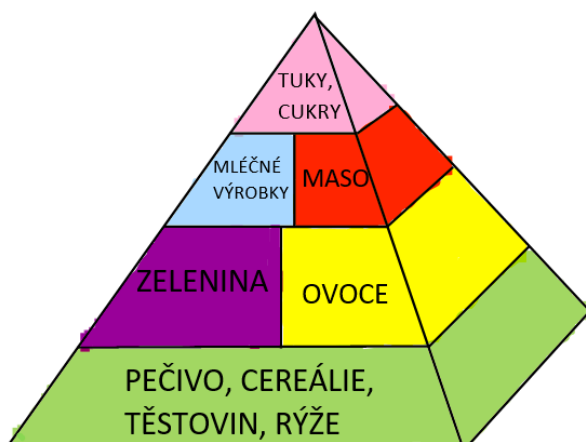 TUKY,
CUKRY
MLÉČNÉ
VÝROBKY
MASO
ZELENINA
OVOCE
PEČIVO, CEREÁLIE,
TĚSTOVIN, RÝŽE